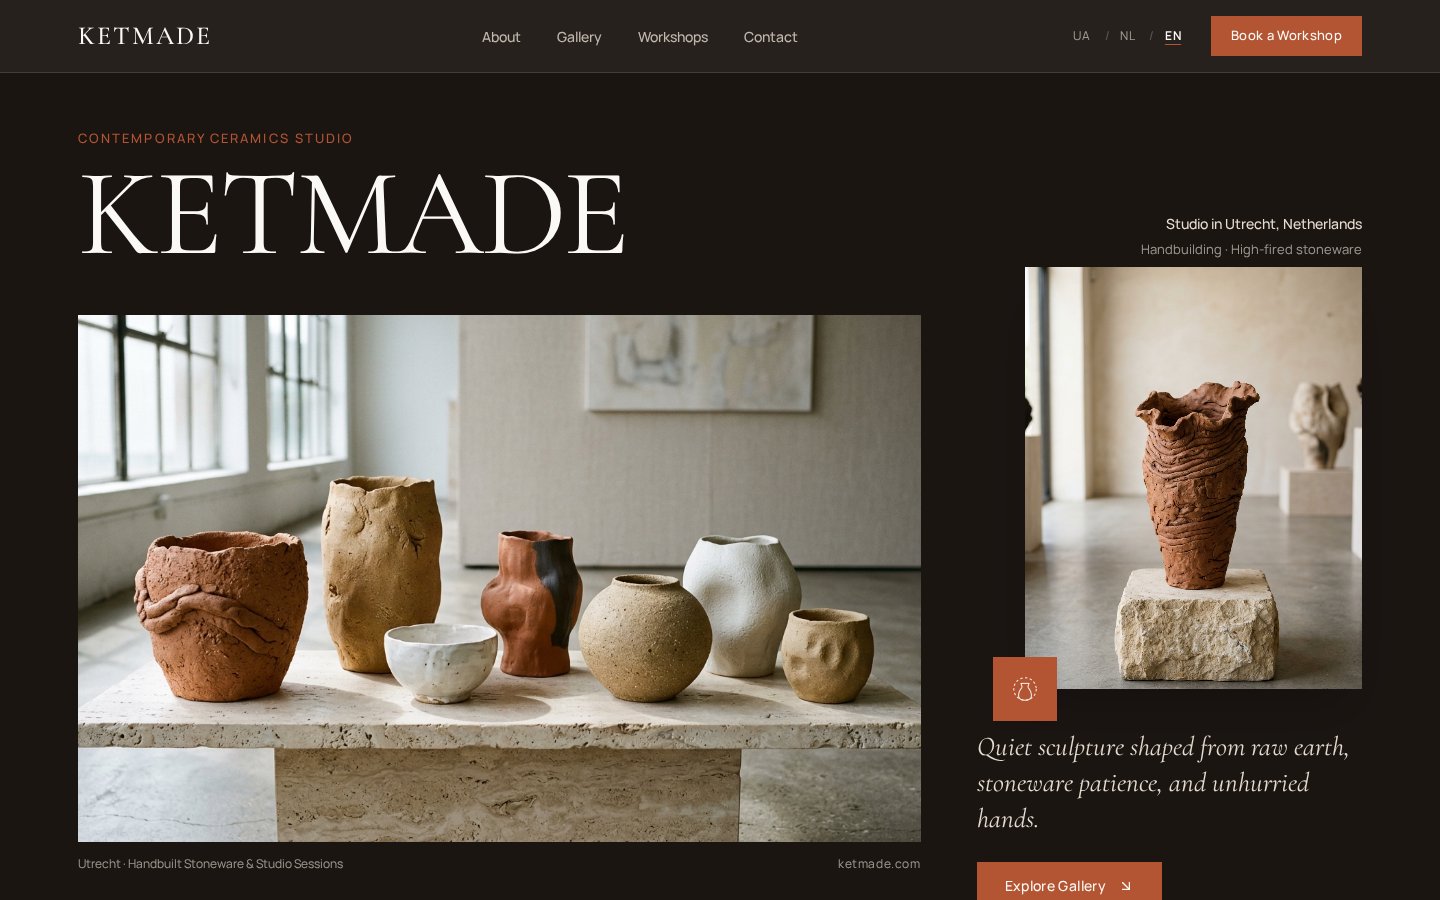 KETMADE
About
Gallery
Workshops
Contact
UA / NL / EN
Book a Workshop
CONTEMPORARY CERAMICS STUDIO
KETMADE
Studio in Utrecht, Netherlands
Handbuilding · High-fired stoneware
Quiet sculpture shaped from raw earth,
stoneware patience, and unhurried
hands.
Utrecht · Handbuilt Stoneware & Studio Sessions
ketmade.com
Explore Gallery